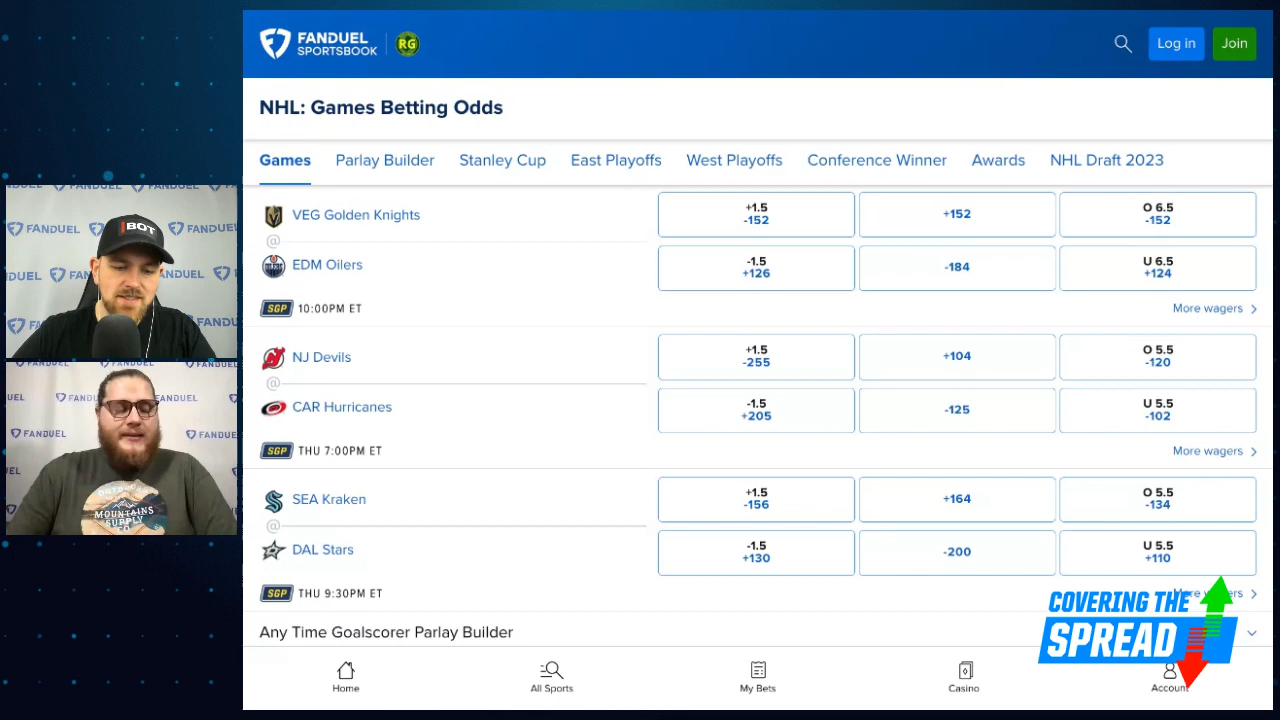 FANDUEL
SPORTSBOOK
RG
Log in
Join
NHL: Games Betting Odds
Games Parlay Builder Stanley Cup East Playoffs West Playoffs Conference Winner Awards NHL Draft 2023
VEG Golden Knights
+1.5
-152
+152
O 6.5
-152
@
EDM Oilers
-1.5
+126
-184
U 6.5
+124
SGP 10:00PM ET
More wagers
NJ Devils
+1.5
-255
+104
O 5.5
-120
@
CAR Hurricanes
-1.5
+205
-125
U 5.5
-102
SGP THU 7:00PM ET
More wagers
SEA Kraken
+1.5
-156
+164
O 5.5
-134
@
DAL Stars
-1.5
+130
-200
U 5.5
+110
SGP THU 9:30PM ET
More wagers
Any Time Goalscorer Parlay Builder
Home
All Sports
My Bets
Casino
Account
COVERING THE
SPREAD
FANDUEL
BOT
FANDUEL
OUTDOOR
MOUNTAINS
SUPPLY
CO